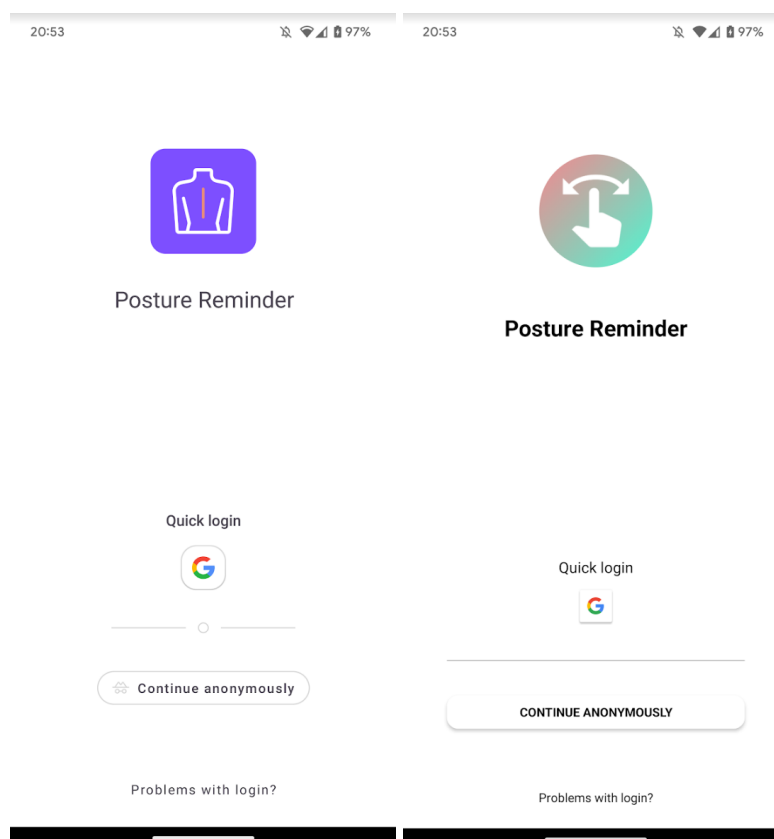 20:53
97%
Posture Reminder
Quick login
Continue anonymously
Problems with login?
20:53
97%
Posture Reminder
Quick login
CONTINUE ANONYMOUSLY
Problems with login?